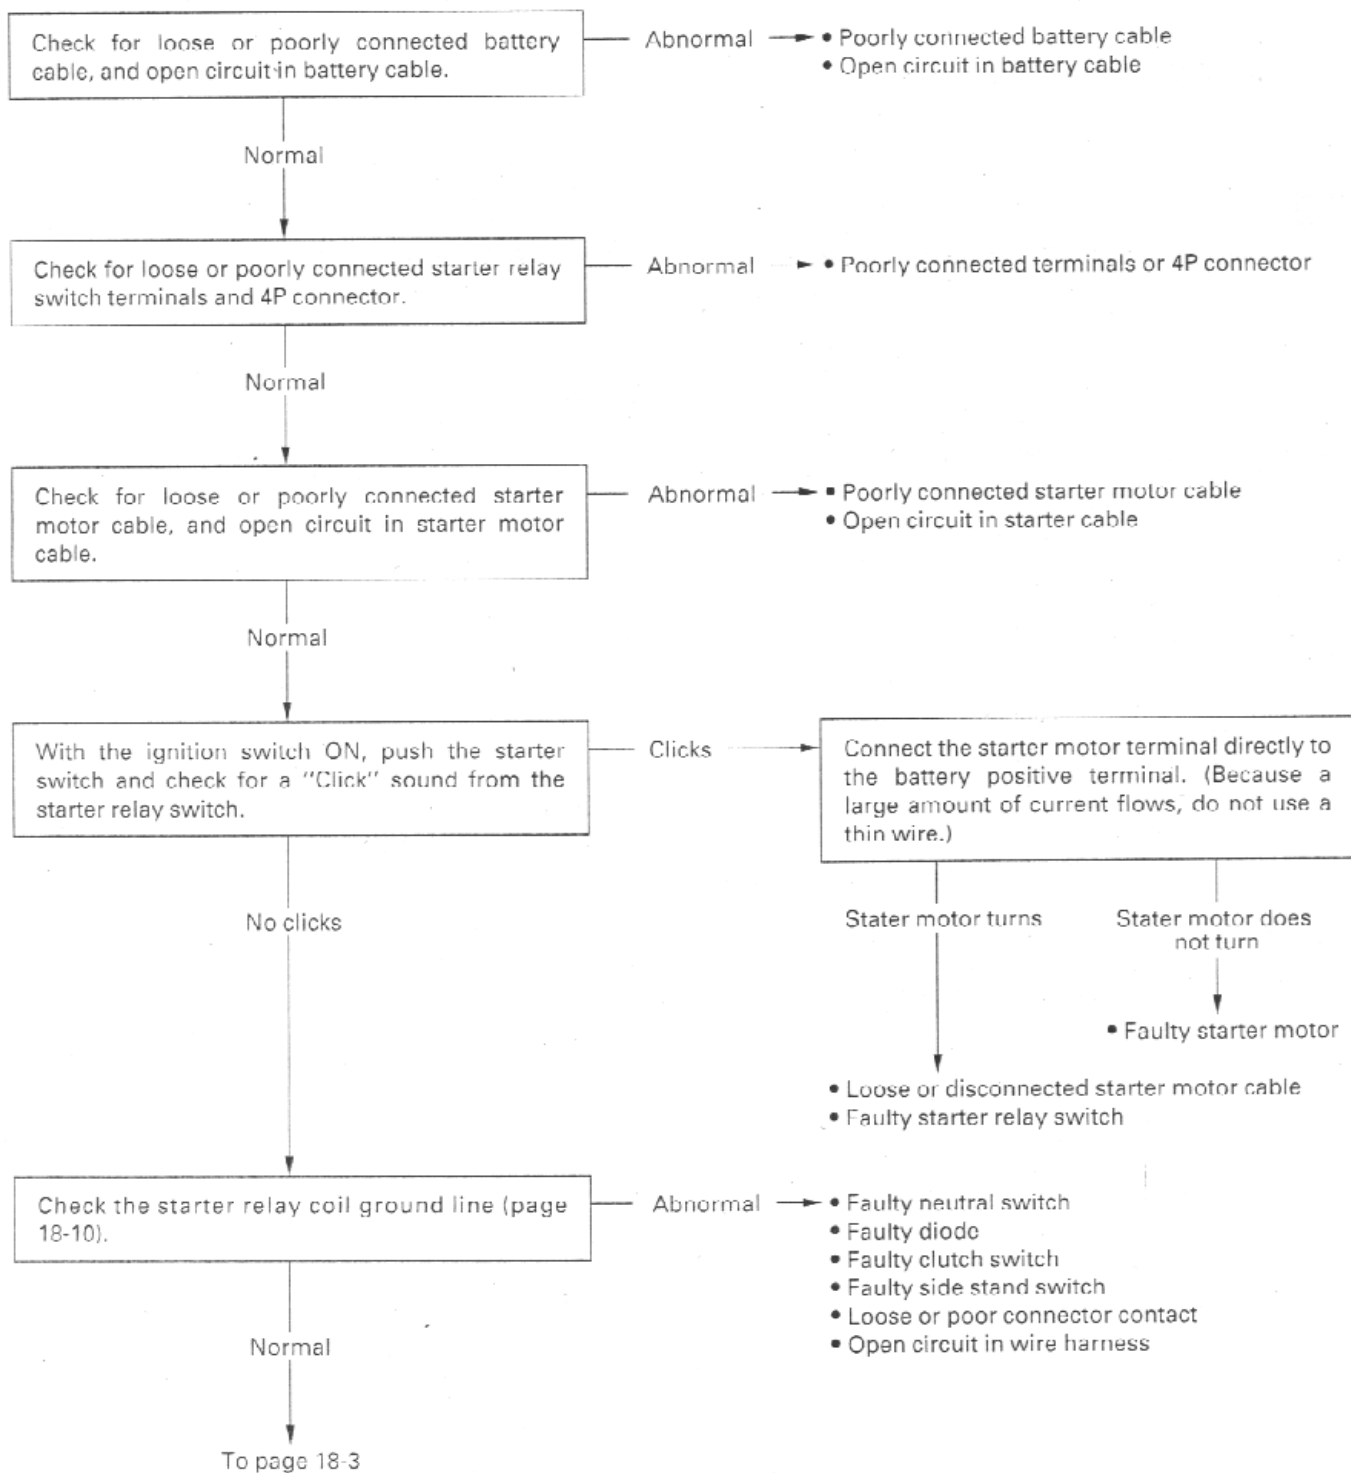 Check for loose or poorly connected battery
cable, and open circuit in battery cable.
Abnormal
• Poorly connected battery cable
• Open circuit in battery cable
Normal
Check for loose or poorly connected starter relay
switch terminals and 4P connector.
Abnormal
• Poorly connected terminals or 4P connector
Normal
Check for loose or poorly connected starter
motor cable, and open circuit in starter motor
cable.
Abnormal
• Poorly connected starter motor cable
• Open circuit in starter cable
Normal
With the ignition switch ON, push the starter
switch and check for a "Click" sound from the
starter relay switch.
Clicks
Connect the starter motor terminal directly to
the battery positive terminal. (Because a
large amount of current flows, do not use a
thin wire.)
No clicks
Stater motor turns
Stater motor does
not turn
• Faulty starter motor
• Loose or disconnected starter motor cable
• Faulty starter relay switch
Check the starter relay coil ground line (page
18-10).
Abnormal
• Faulty neutral switch
• Faulty diode
• Faulty clutch switch
• Faulty side stand switch
• Loose or poor connector contact
• Open circuit in wire harness
Normal
To page 18-3